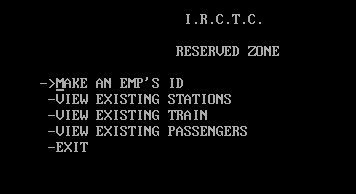 I.R.C.T.C.
RESERVED ZONE
->MAKE AN EMP'S ID
-VIEW EXISTING STATIONS
-VIEW EXISTING TRAIN
-VIEW EXISTING PASSENGERS
-EXIT